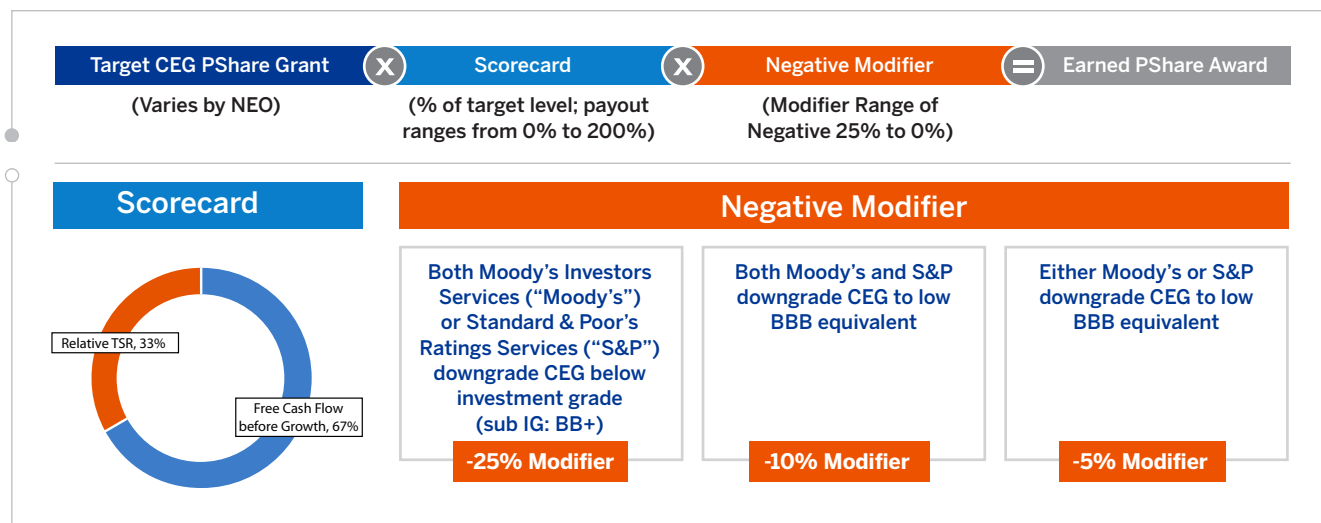 Target CEG PShare Grant X Scorecard X Negative Modifier = Earned PShare Award
(Varies by NEO)
(% of target level; payout
ranges from 0% to 200%)
(Modifier Range of
Negative 25% to 0%)
Scorecard
Relative TSR, 33%
Free Cash Flow
before Growth, 67%
Negative Modifier
Both Moody’s Investors
Services (“Moody’s”)
or Standard & Poor’s
Ratings Services (“S&P”)
downgrade CEG below
investment grade
(sub IG: BB+)
-25% Modifier
Both Moody’s and S&P
downgrade CEG to low
BBB equivalent
-10% Modifier
Either Moody’s or S&P
downgrade CEG to low
BBB equivalent
-5% Modifier